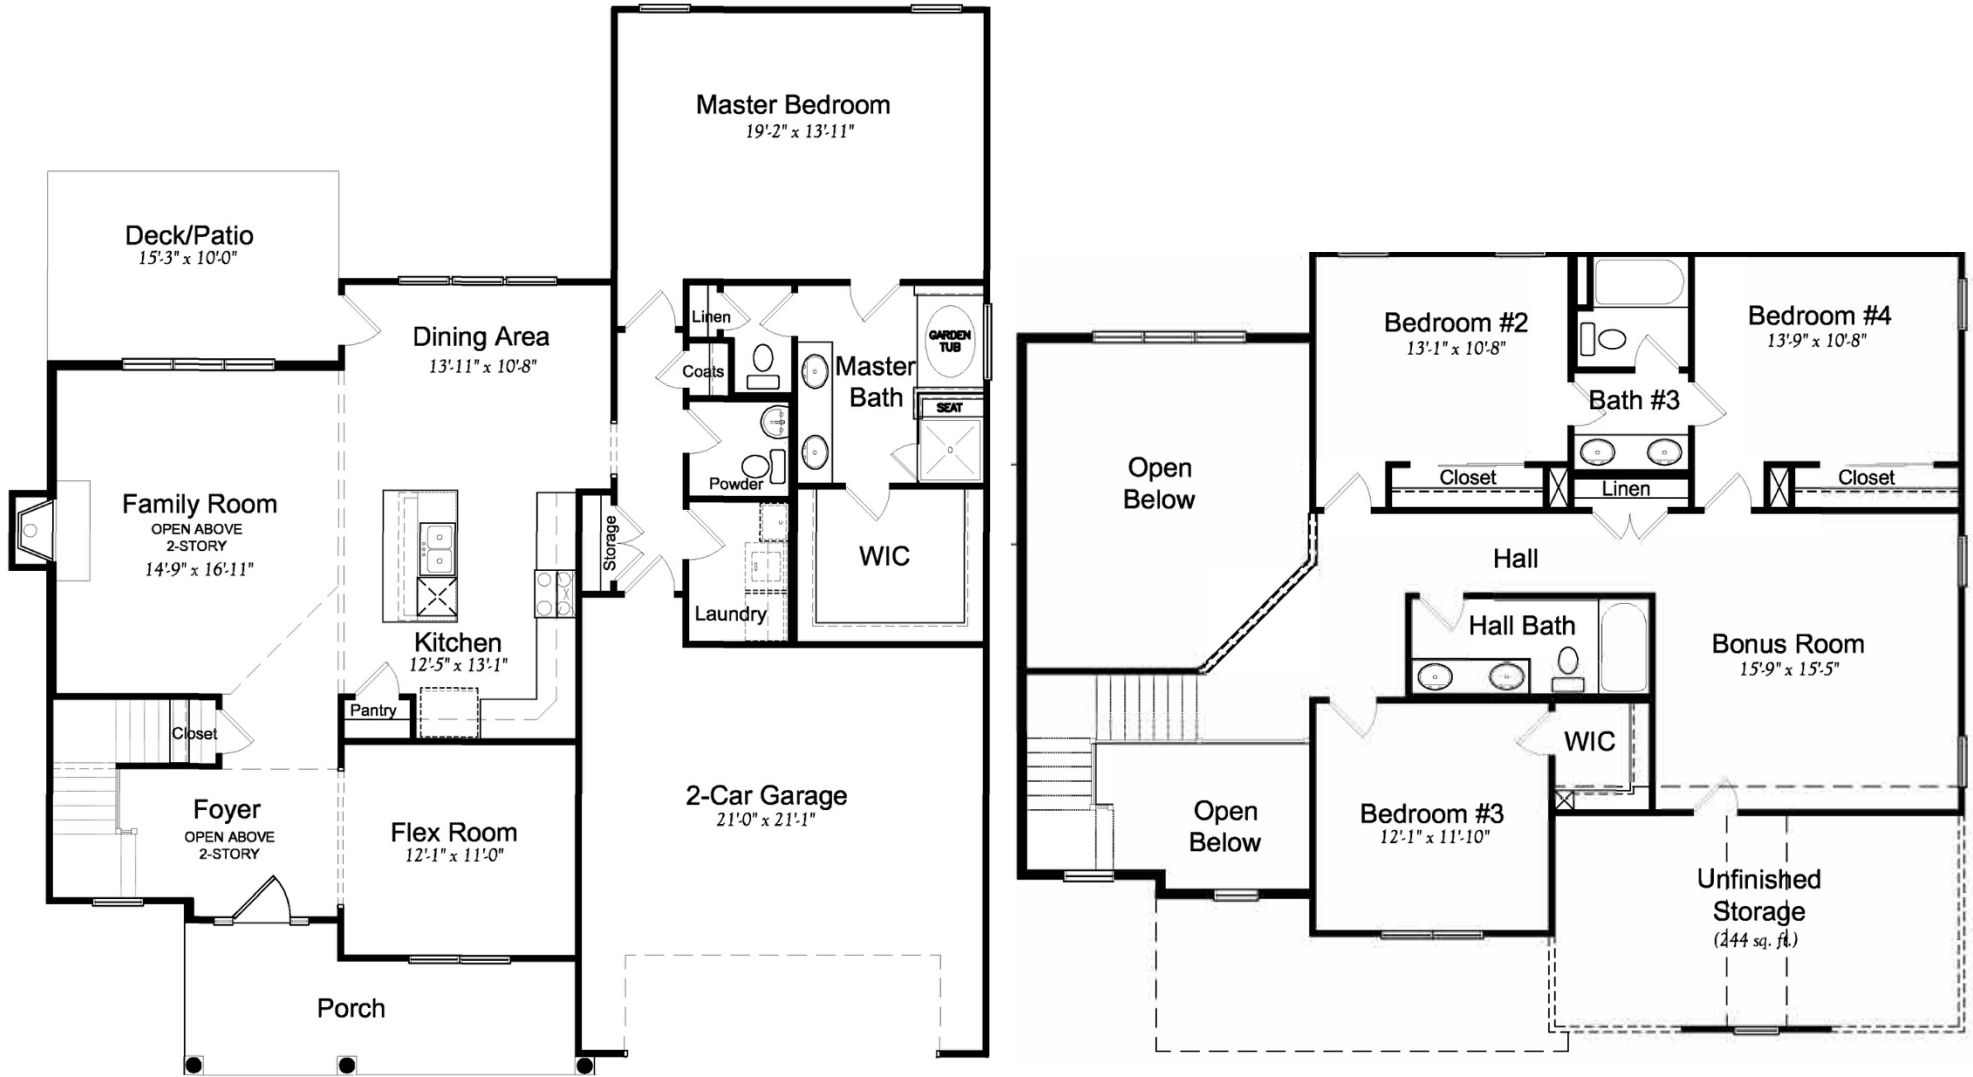 Master Bedroom
19'-2" x 13'-11"
Deck/Patio
15'-3" x 10'-0"
Dining Area
13'-11" x 10'-8"
Linen
Coats
GARDEN
TUB
Master
Bath
SEAT
Powder
Family Room
OPEN ABOVE
2-STORY
14'-9" x 16'-11"
Storage
WIC
Laundry
Kitchen
12'-5" x 13'-1"
Pantry
Closet
Foyer
OPEN ABOVE
2-STORY
Flex Room
12'-1" x 11'-0"
2-Car Garage
21'-0" x 21'-1"
Porch
Bedroom #2
13'-1" x 10'-8"
Bedroom #4
13'-9" x 10'-8"
Bath #3
Open
Below
Closet
Linen
Closet
Hall
Hall Bath
Bonus Room
15'-9" x 15'-5"
WIC
Open
Below
Bedroom #3
12'-1" x 11'-10"
Unfinished
Storage
(244 sq. ft.)